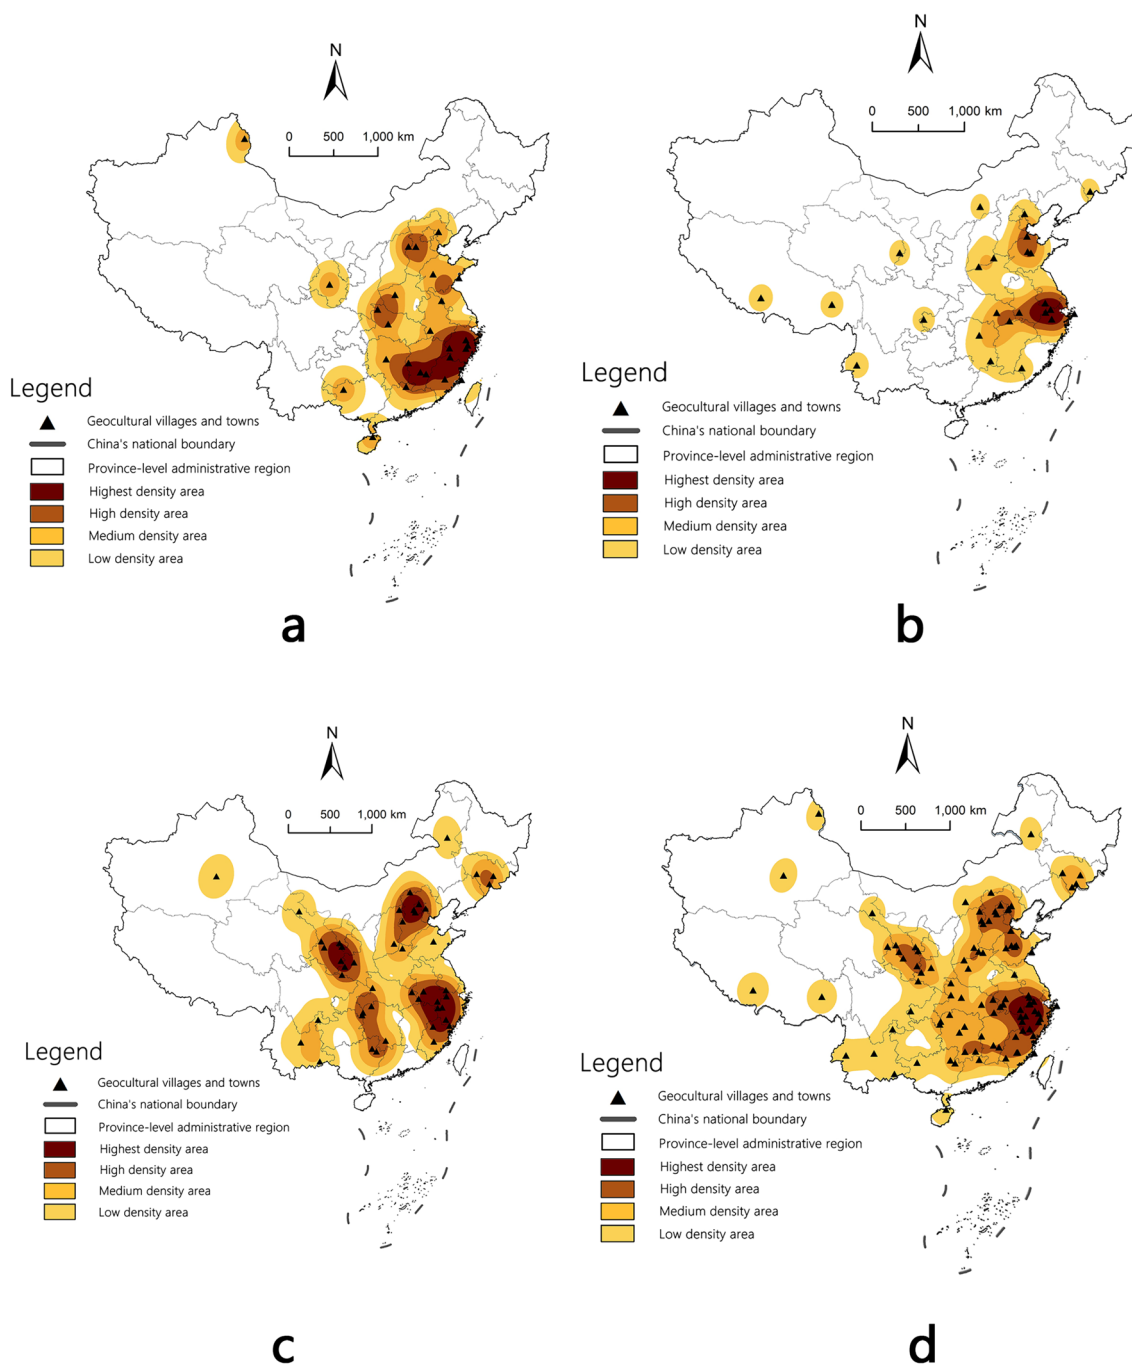 N
0 500 1,000 km
Legend
Geocultural villages and towns
China's national boundary
Province-level administrative region
Highest density area
High density area
Medium density area
Low density area
a
N
0 500 1,000 km
Legend
Geocultural villages and towns
China's national boundary
Province-level administrative region
Highest density area
High density area
Medium density area
Low density area
b
N
0 500 1,000 km
Legend
Geocultural villages and towns
China's national boundary
Province-level administrative region
Highest density area
High density area
Medium density area
Low density area
c
N
0 500 1,000 km
Legend
Geocultural villages and towns
China's national boundary
Province-level administrative region
Highest density area
High density area
Medium density area
Low density area
d